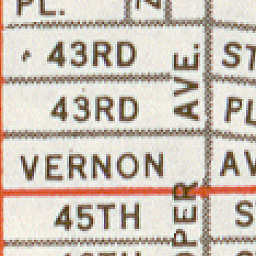 PL.
43RD ST
43RD PL
VERNON AV
45TH S
AVE.
PER